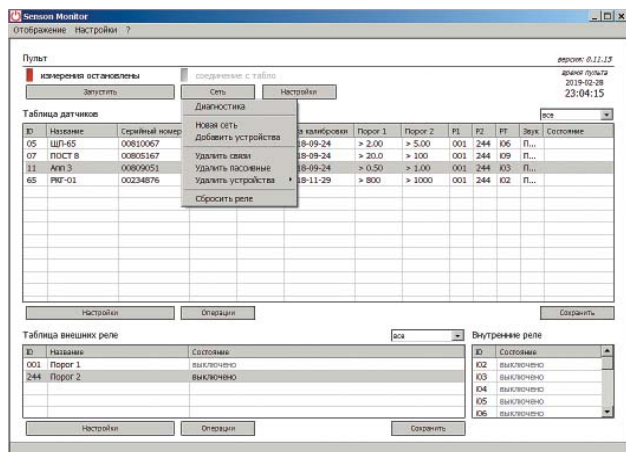 Senson Monitor
Отображение Настройки ?
Пульт
версия: 0.11.15
измерения остановлены соединение с табло
время пульта
2019-02-28
23:04:15
Запустить Сеть Настройки
Диагностика
Новая сеть
Добавить устройства
Удалить связи
Удалить пассивные
Удалить устройства
Сбросить реле
Таблица датчиков все
ID Название Серийный номер калибровки Порог 1 Порог 2 P1 P2 PT Звук Состояние
05 ЩП-65 00810067 18-09-24 > 2.00 > 5.00 001 244 I06 П...
07 ПОСТ 8 00805167 18-09-24 > 20.0 > 100 001 244 I09 П...
11 Апп 3 00809051 18-09-24 > 0.50 > 1.00 001 244 I03 П...
65 РКГ-01 00234876 18-11-29 > 800 > 1000 001 244 I02 П...
Настройки Операции Сохранить
Таблица внешних реле все Внутренние реле
ID Название Состояние
001 Порог 1 выключено
244 Порог 2 выключено
ID Состояние
I02 выключено
I03 выключено
I04 выключено
I05 выключено
I06 выключено
Настройки Операции Сохранить